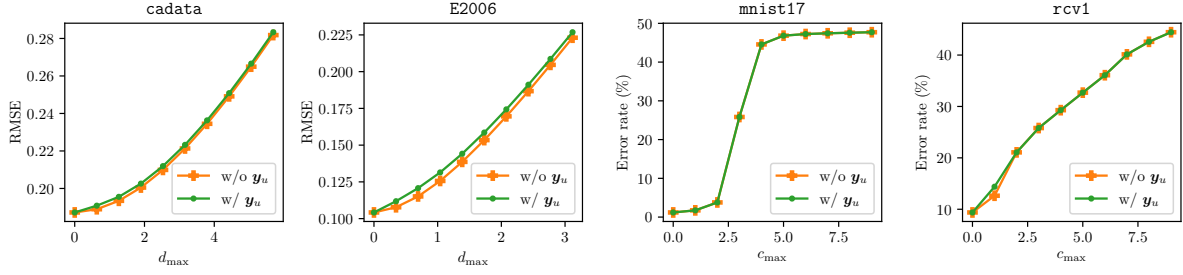 cadata
RMSE
0.28
0.26
0.24
0.22
0.20
0
2
4
d_max
w/o y_u
w/ y_u
E2006
RMSE
0.225
0.200
0.175
0.150
0.125
0.100
0
1
2
3
d_max
w/o y_u
w/ y_u
mnist17
Error rate (%)
50
40
30
20
10
0
0.0
2.5
5.0
7.5
c_max
w/o y_u
w/ y_u
rcv1
Error rate (%)
40
30
20
10
0.0
2.5
5.0
7.5
c_max
w/o y_u
w/ y_u